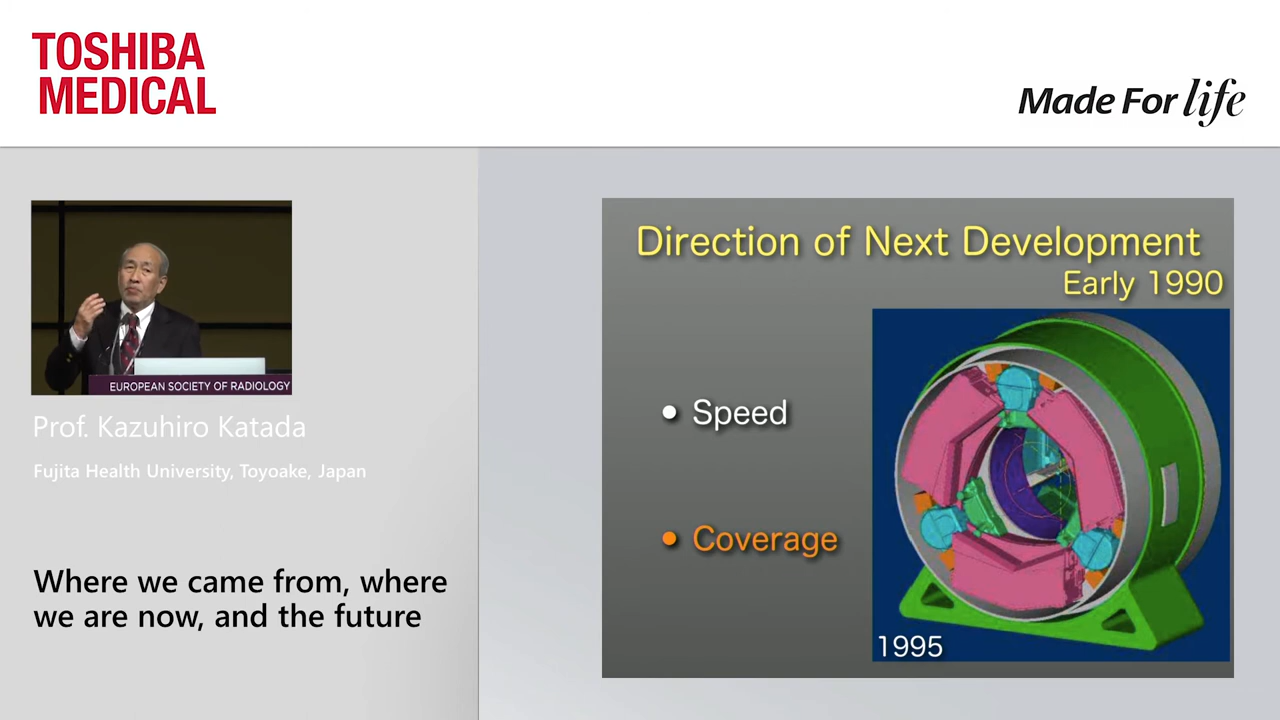 TOSHIBA
MEDICAL
Made For life
EUROPEAN SOCIETY OF RADIOLOGY
Prof. Kazuhiro Katada
Fujita Health University, Toyoake, Japan
Where we came from, where
we are now, and the future
Direction of Next Development
Early 1990
• Speed
• Coverage
1995